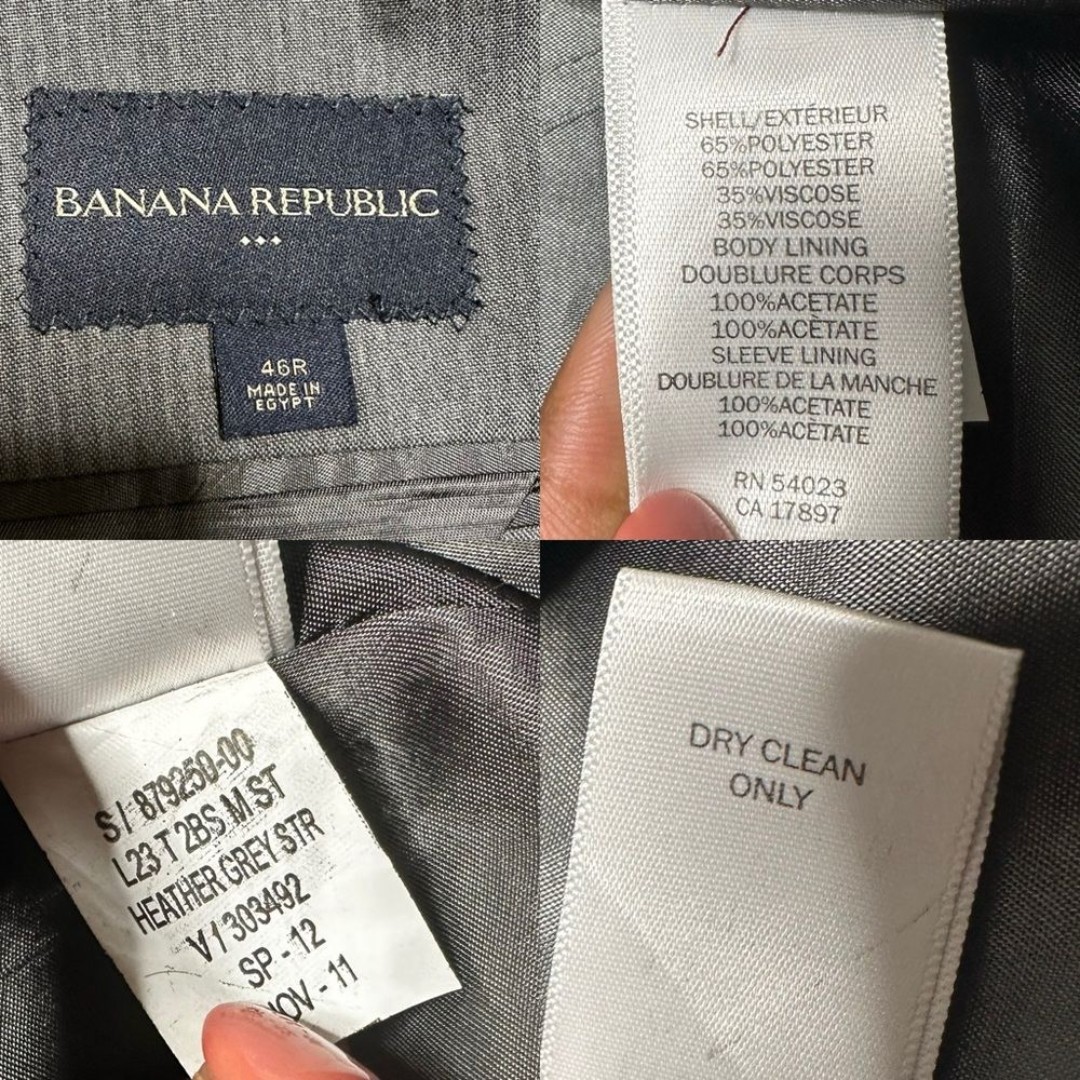 BANANA REPUBLIC
46R
MADE IN
EGYPT
SHELL/EXTÉRIEUR
65%POLYESTER
65%POLYESTER
35%VISCOSE
35%VISCOSE
BODY LINING
DOUBLURE CORPS
100%ACETATE
100%ACÈTATE
SLEEVE LINING
DOUBLURE DE LA MANCHE
100%ACETATE
100%ACÈTATE
RN 54023
CA 17897
S/ 879250-00
L23 T 2BS M ST
HEATHER GREY STR
V/303492
SP - 12
NOV - 11
DRY CLEAN
ONLY